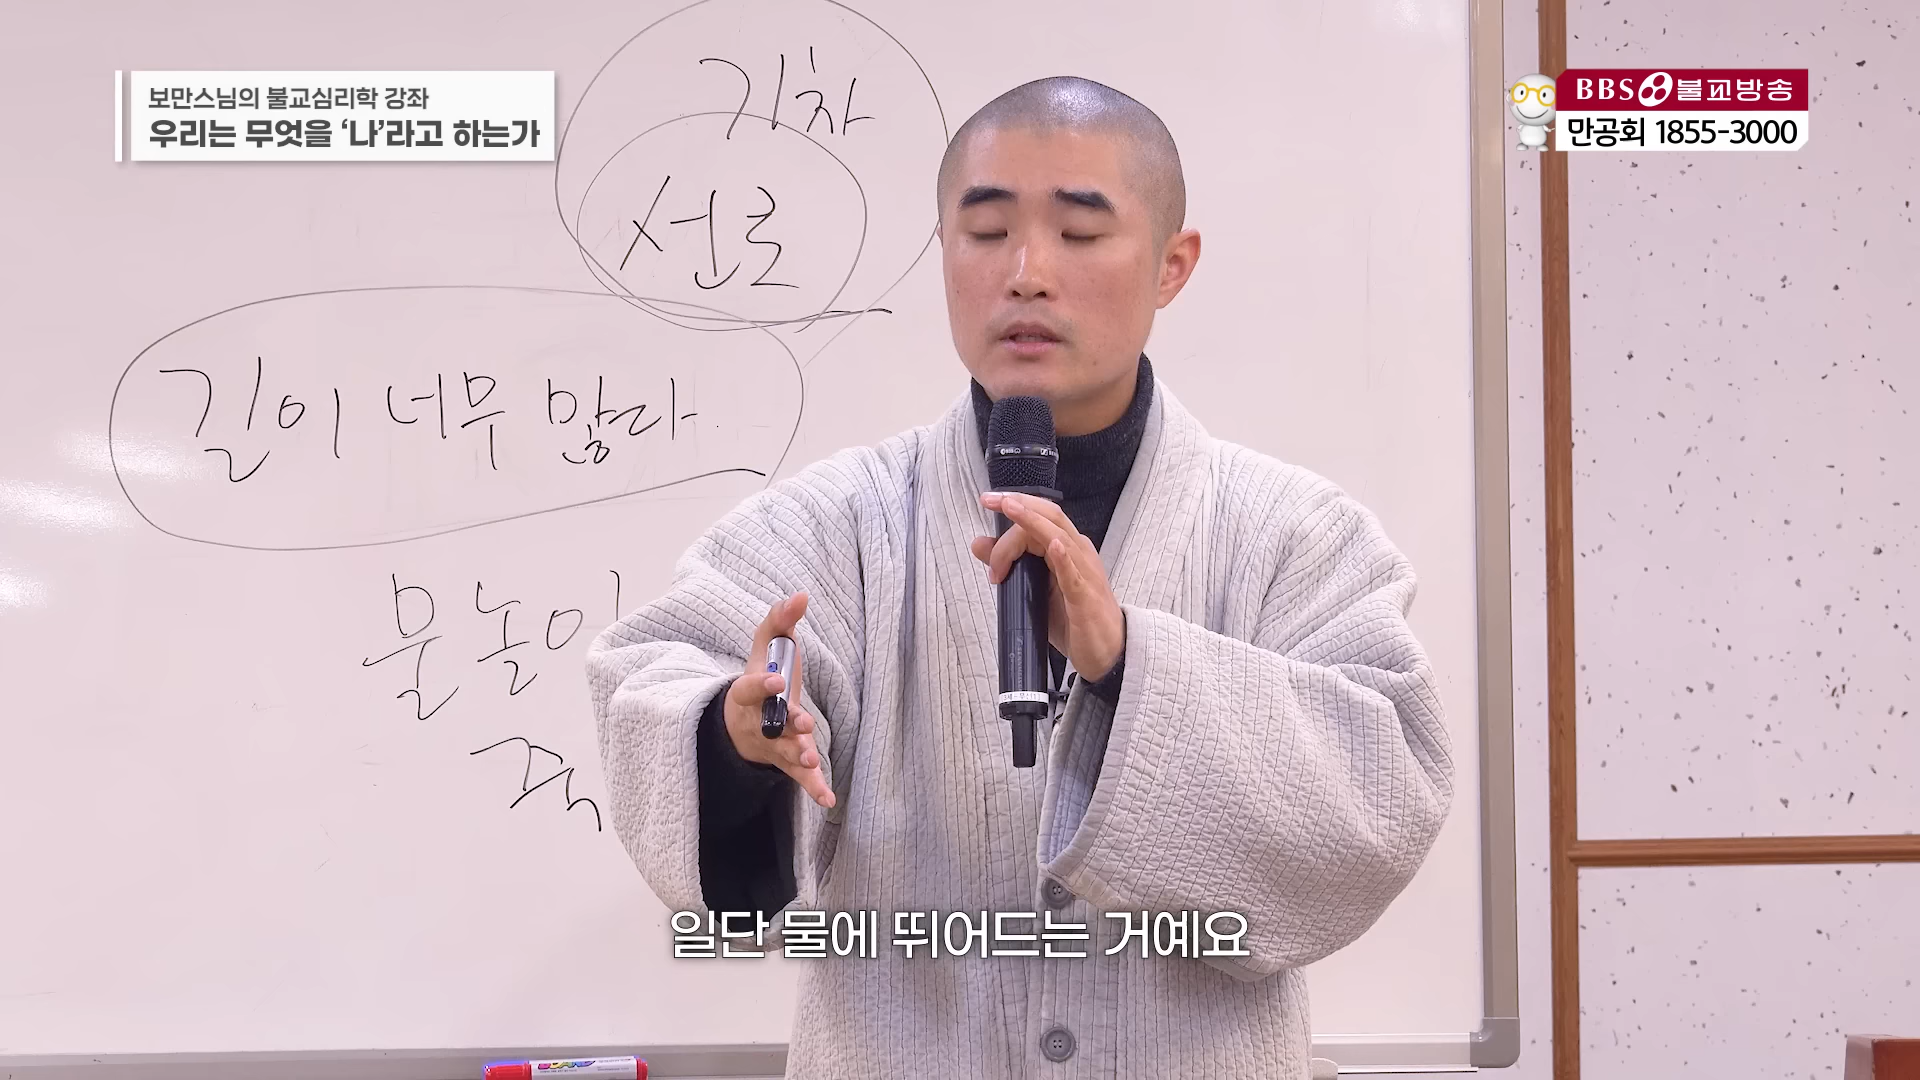 보만스님의 불교심리학 강좌
우리는 무엇을 ‘나’라고 하는가
BBS 불교방송
만공회 1855-3000
기차
선로
길이 너무 많다
물놀이
일단 물에 뛰어드는 거예요
BOARD